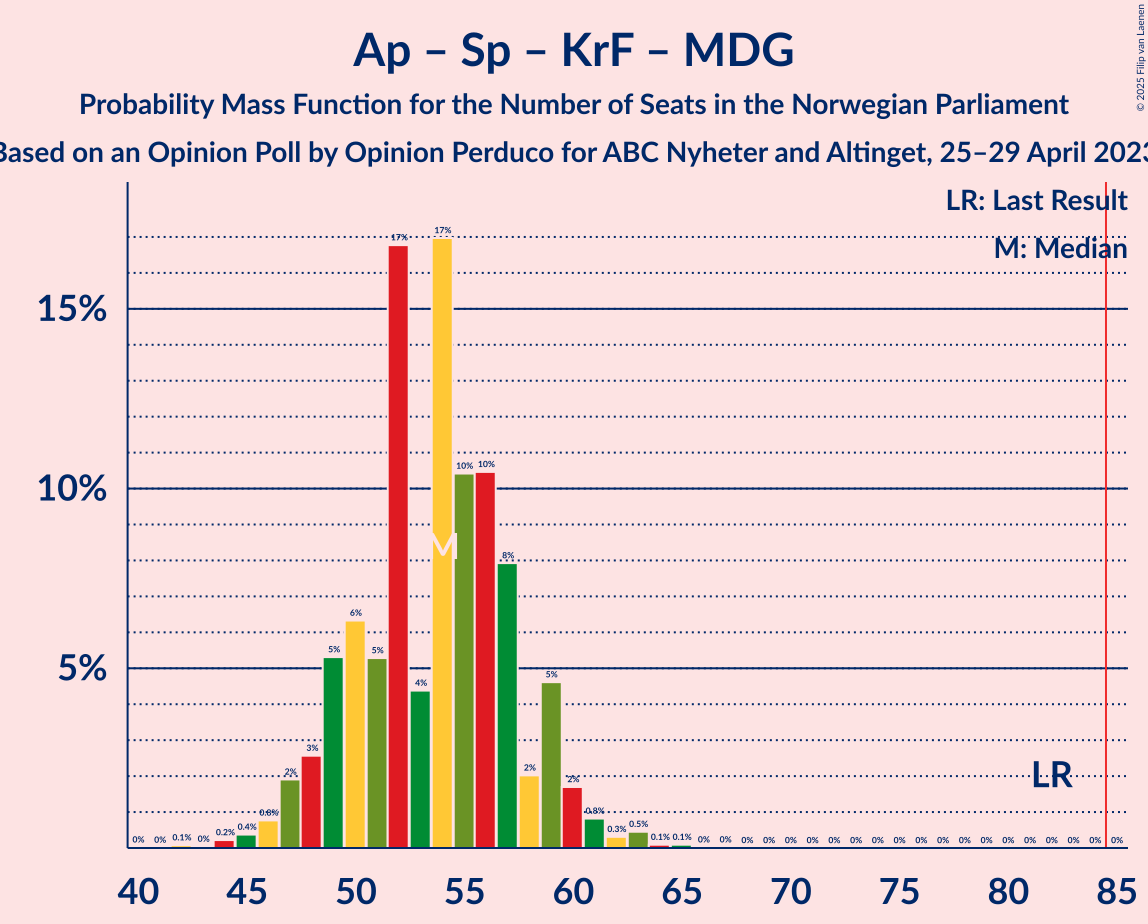 Ap – Sp – KrF – MDG
Probability Mass Function for the Number of Seats in the Norwegian Parliament
Based on an Opinion Poll by Opinion Perduco for ABC Nyheter and Altinget, 25–29 April 2023
© 2025 Filip van Laenen
LR: Last Result
M: Median
17% 17%
15%
10% 10%
10%
M
8%
6%
5% 5% 5%
5%
4%
3%
LR
2% 2% 2%
0.8% 0.8%
0% 0% 0.1% 0% 0.2% 0.4% 0.3% 0.5% 0.1% 0.1% 0% 0% 0% 0% 0% 0% 0% 0% 0% 0% 0% 0% 0% 0% 0% 0% 0% 0% 0% 0%
40 45 50 55 60 65 70 75 80 85